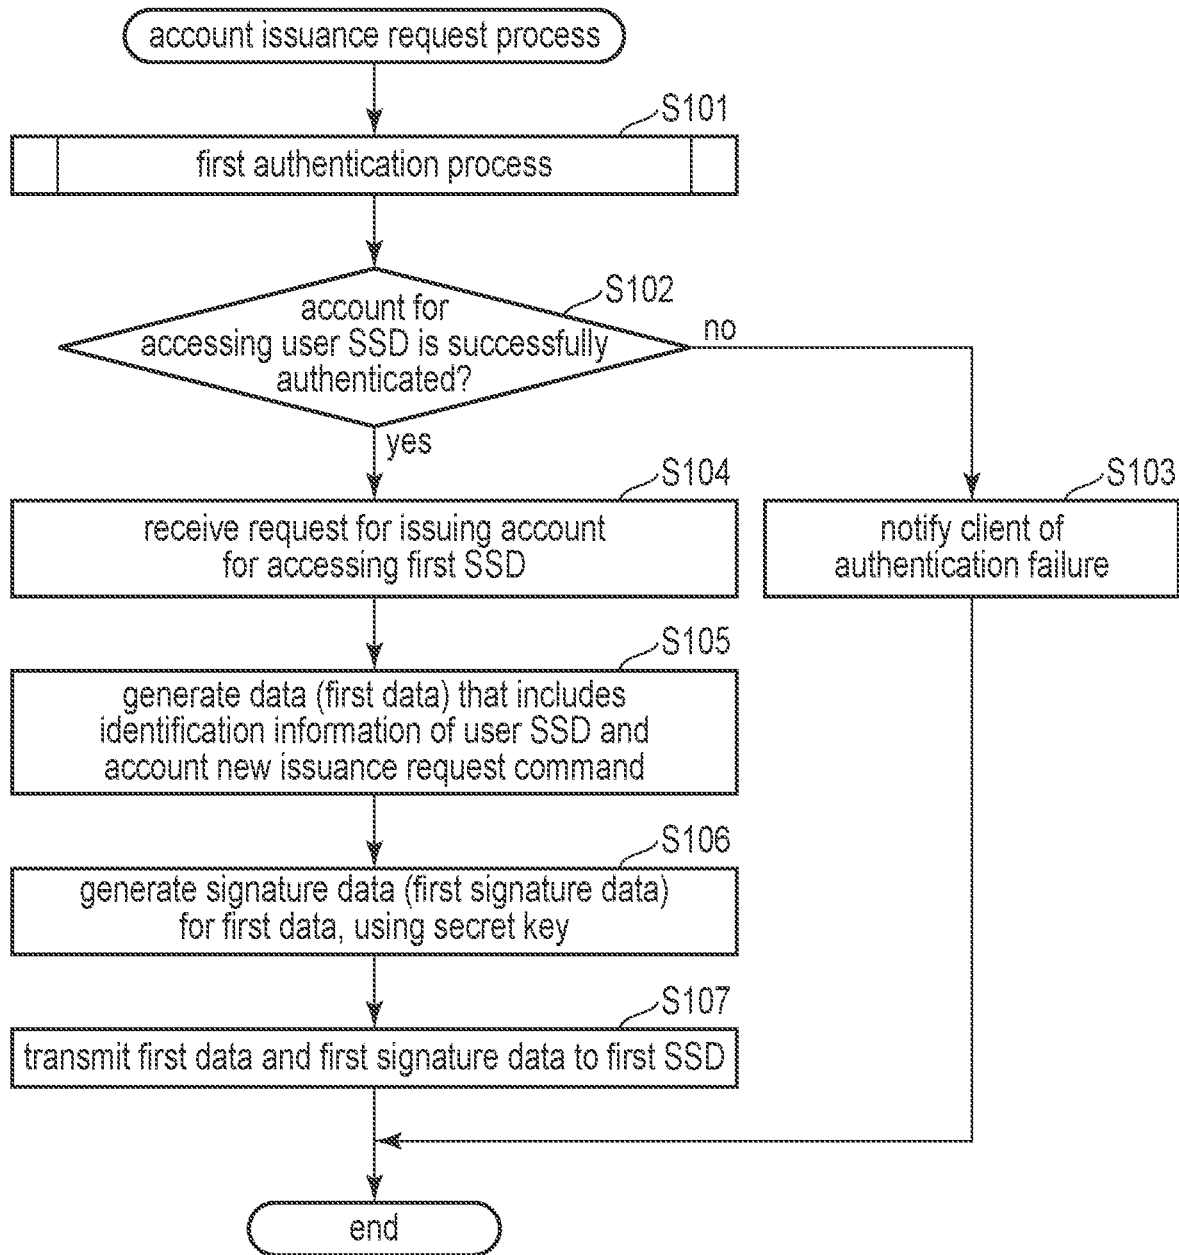 account issuance request process
S101
first authentication process
S102
account for
accessing user SSD is successfully
authenticated?
no
yes
S104
receive request for issuing account
for accessing first SSD
S103
notify client of
authentication failure
S105
generate data (first data) that includes
identification information of user SSD and
account new issuance request command
S106
generate signature data (first signature data)
for first data, using secret key
S107
transmit first data and first signature data to first SSD
end